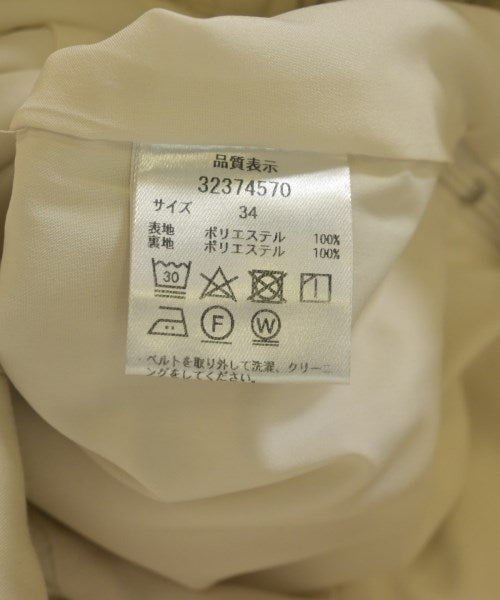 品質表示
32374570
サイズ 34
表地 ポリエステル 100%
裏地 ポリエステル 100%
30
F W
・ベルトを取り外して洗濯、クリーニ
ングをしてください。